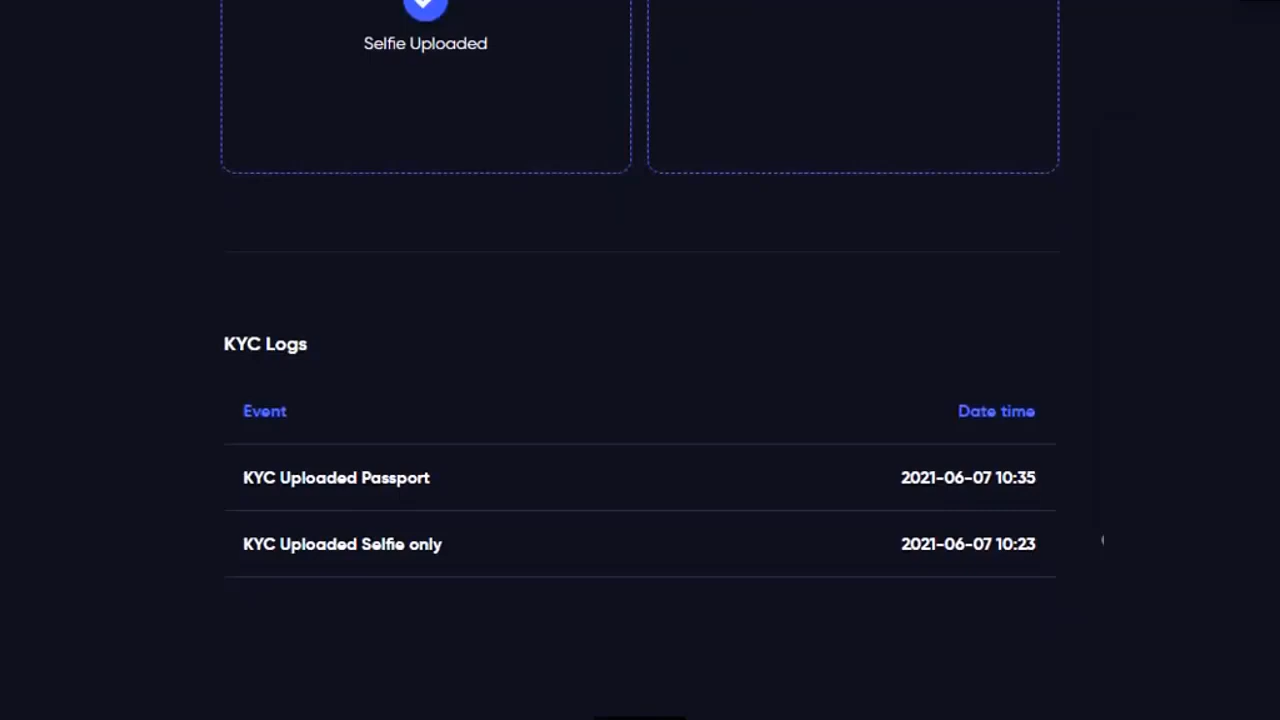 Selfie Uploaded
KYC Logs
Event Date time
KYC Uploaded Passport 2021-06-07 10:35
KYC Uploaded Selfie only 2021-06-07 10:23